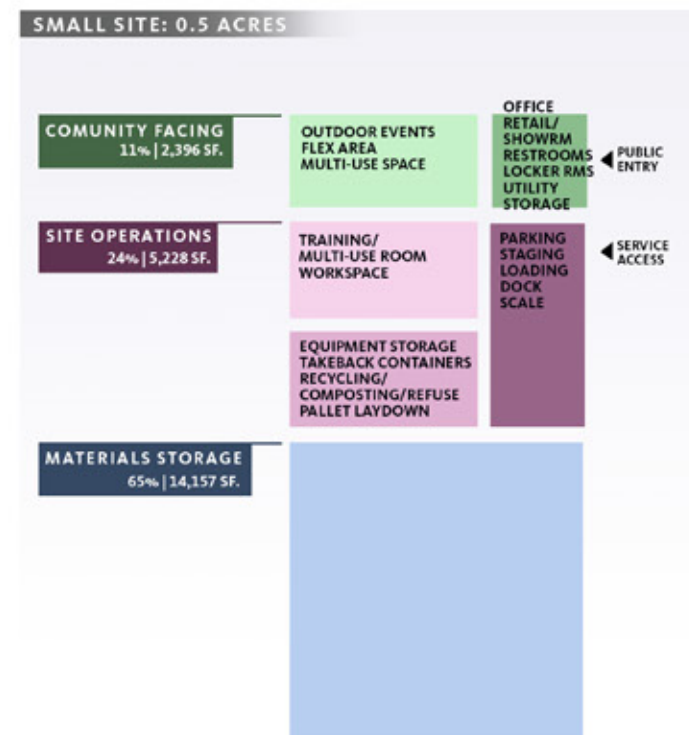 SMALL SITE: 0.5 ACRES
COMUNITY FACING
11% | 2,396 SF.
OUTDOOR EVENTS
FLEX AREA
MULTI-USE SPACE
OFFICE
RETAIL/
SHOWRM
RESTROOMS
LOCKER RMS
UTILITY
STORAGE
PUBLIC
ENTRY
SITE OPERATIONS
24% | 5,228 SF.
TRAINING/
MULTI-USE ROOM
WORKSPACE
PARKING
STAGING
LOADING
DOCK
SCALE
SERVICE
ACCESS
EQUIPMENT STORAGE
TAKEBACK CONTAINERS
RECYCLING/
COMPOSTING/REFUSE
PALLET LAYDOWN
MATERIALS STORAGE
65% | 14,157 SF.